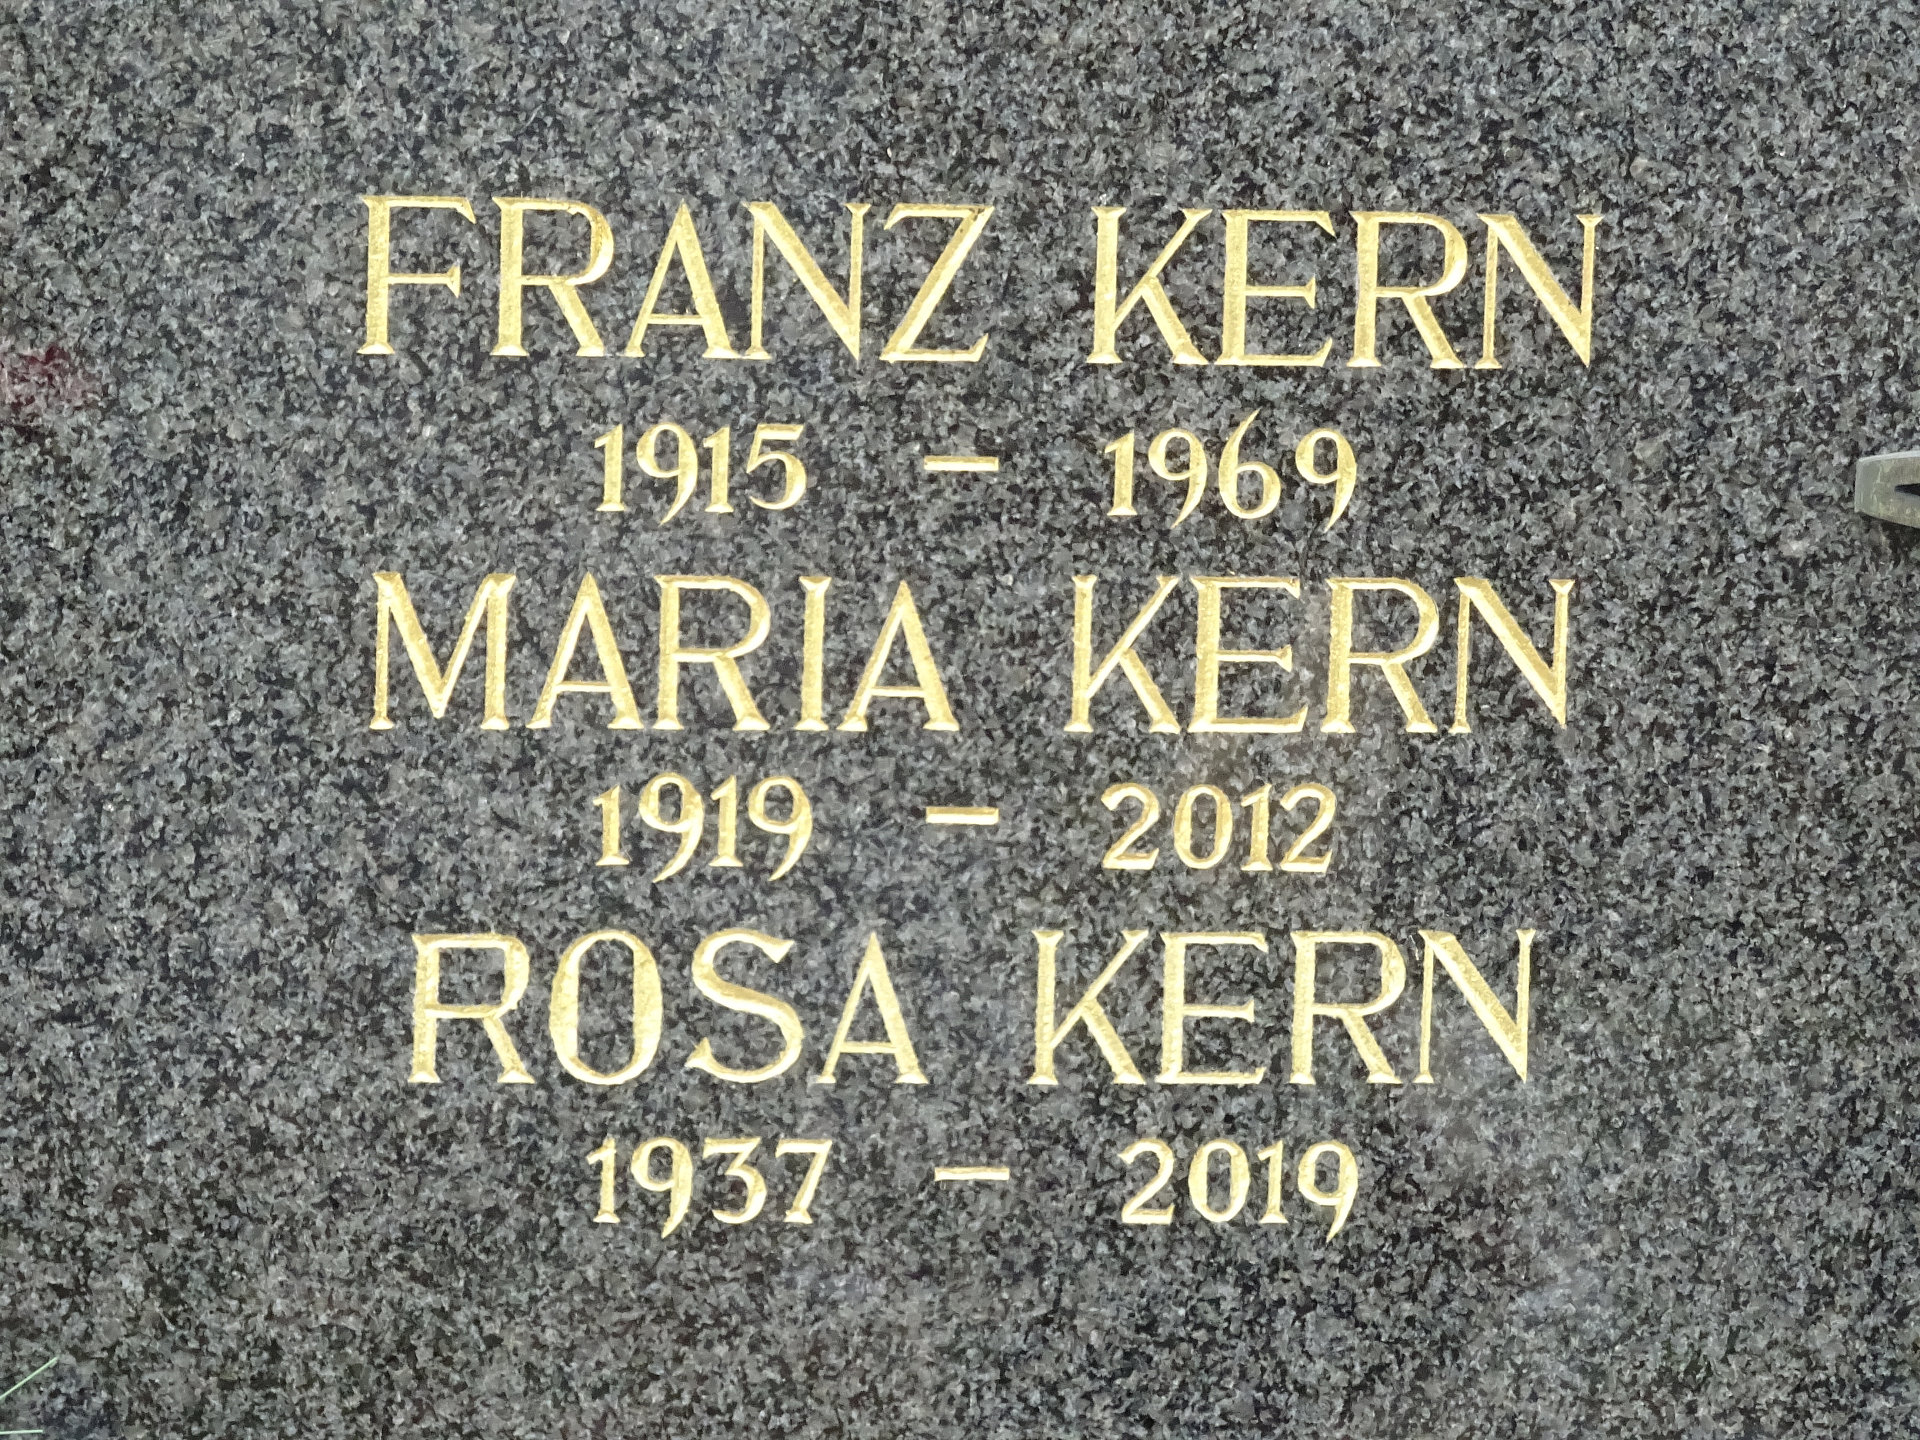 FRANZ KERN
1915 – 1969
MARIA KERN
1919 – 2012
ROSA KERN
1937 – 2019